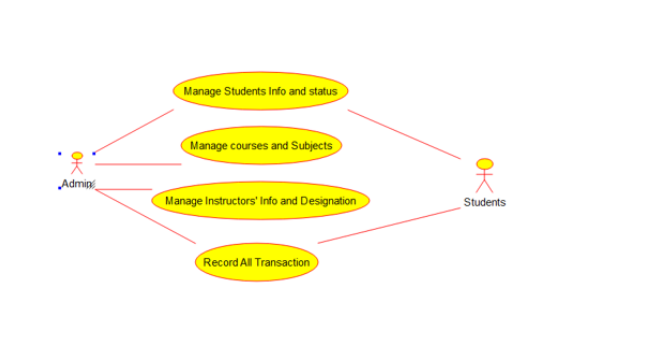 Manage Students Info and status
Manage courses and Subjects
Admin
Manage Instructors' Info and Designation
Students
Record All Transaction